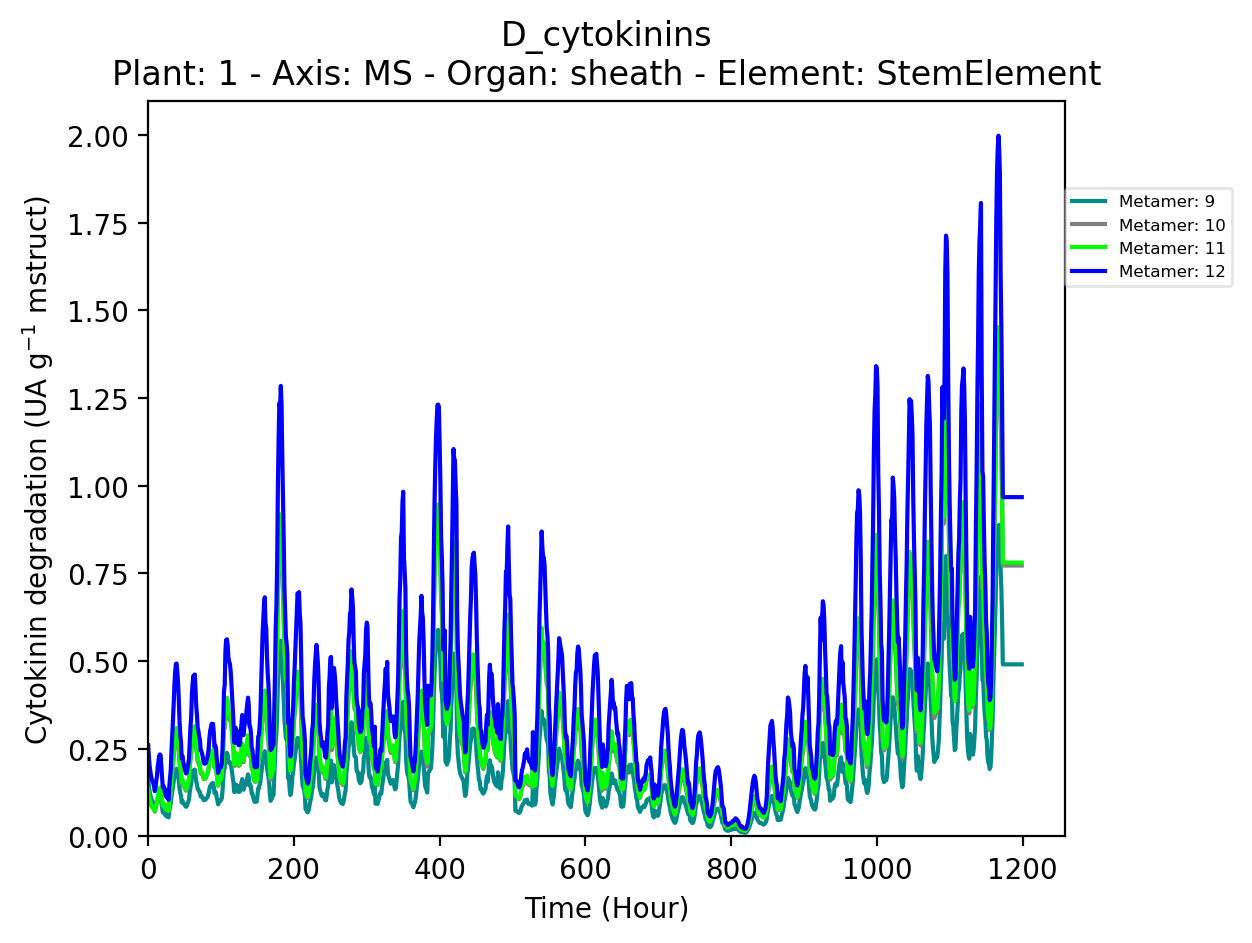 D_cytokinins
Plant: 1 - Axis: MS - Organ: sheath - Element: StemElement
Cytokinin degradation (UA g⁻¹ mstruct)
2.00
1.75
1.50
1.25
1.00
0.75
0.50
0.25
0.00
0 200 400 600 800 1000 1200
Time (Hour)
Metamer: 9
Metamer: 10
Metamer: 11
Metamer: 12